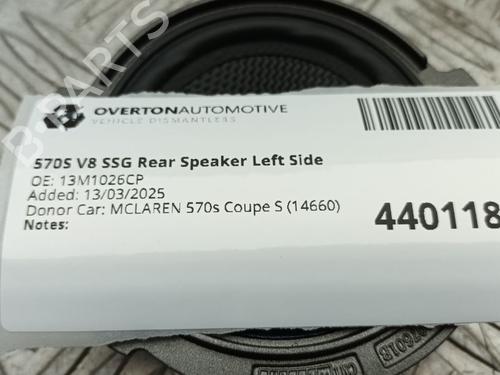 OVERTONAUTOMOTIVE
VEHICLE DISMANTLERS
570S V8 SSG Rear Speaker Left Side
OE: 13M1026CP
Added: 13/03/2025
Donor Car: MCLAREN 570s Coupe S (14660)
Notes:
440118
B-PARTS